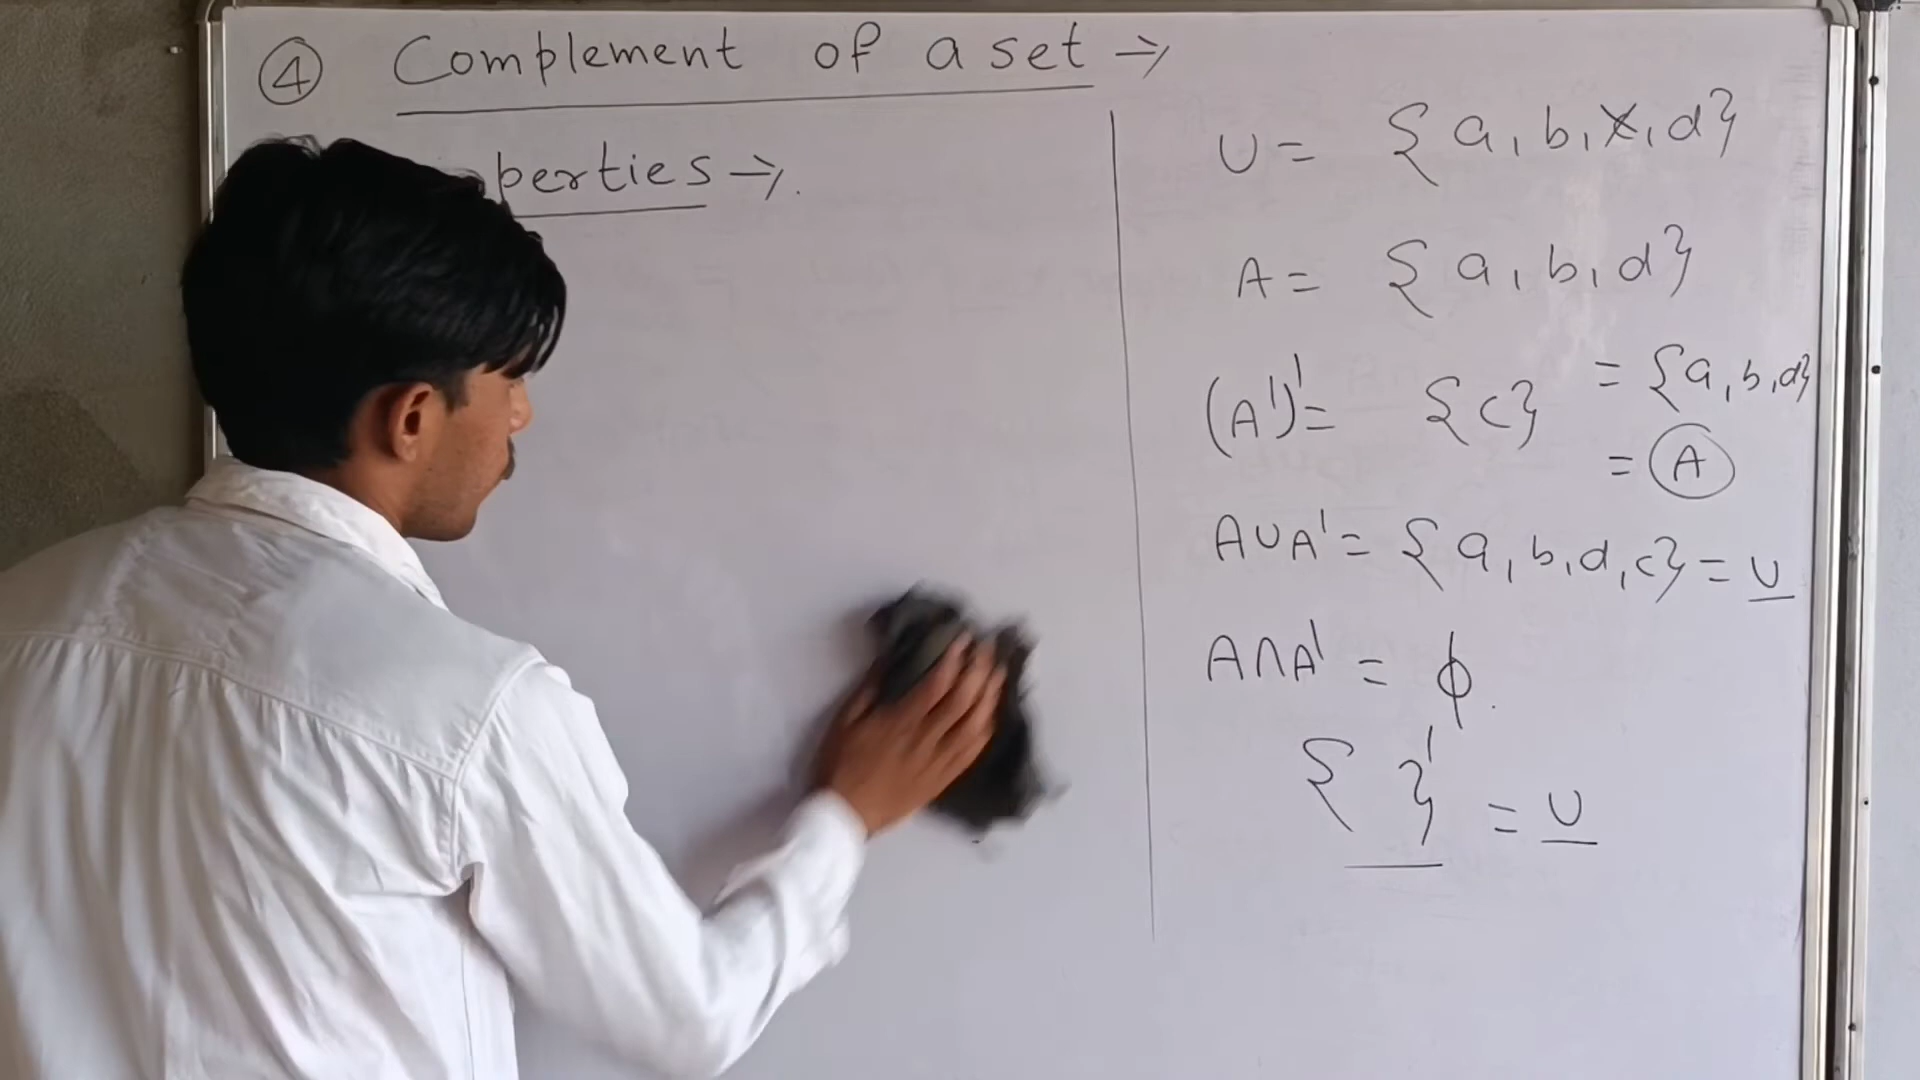 ④ Complement of a set →
perties →.
U = {a, b, x, d}
A = {a, b, d}
(A')' = {c} = {a, b, d}
= A
A∪A' = {a, b, d, c} = U
A∩A' = ϕ.
{ }' = U